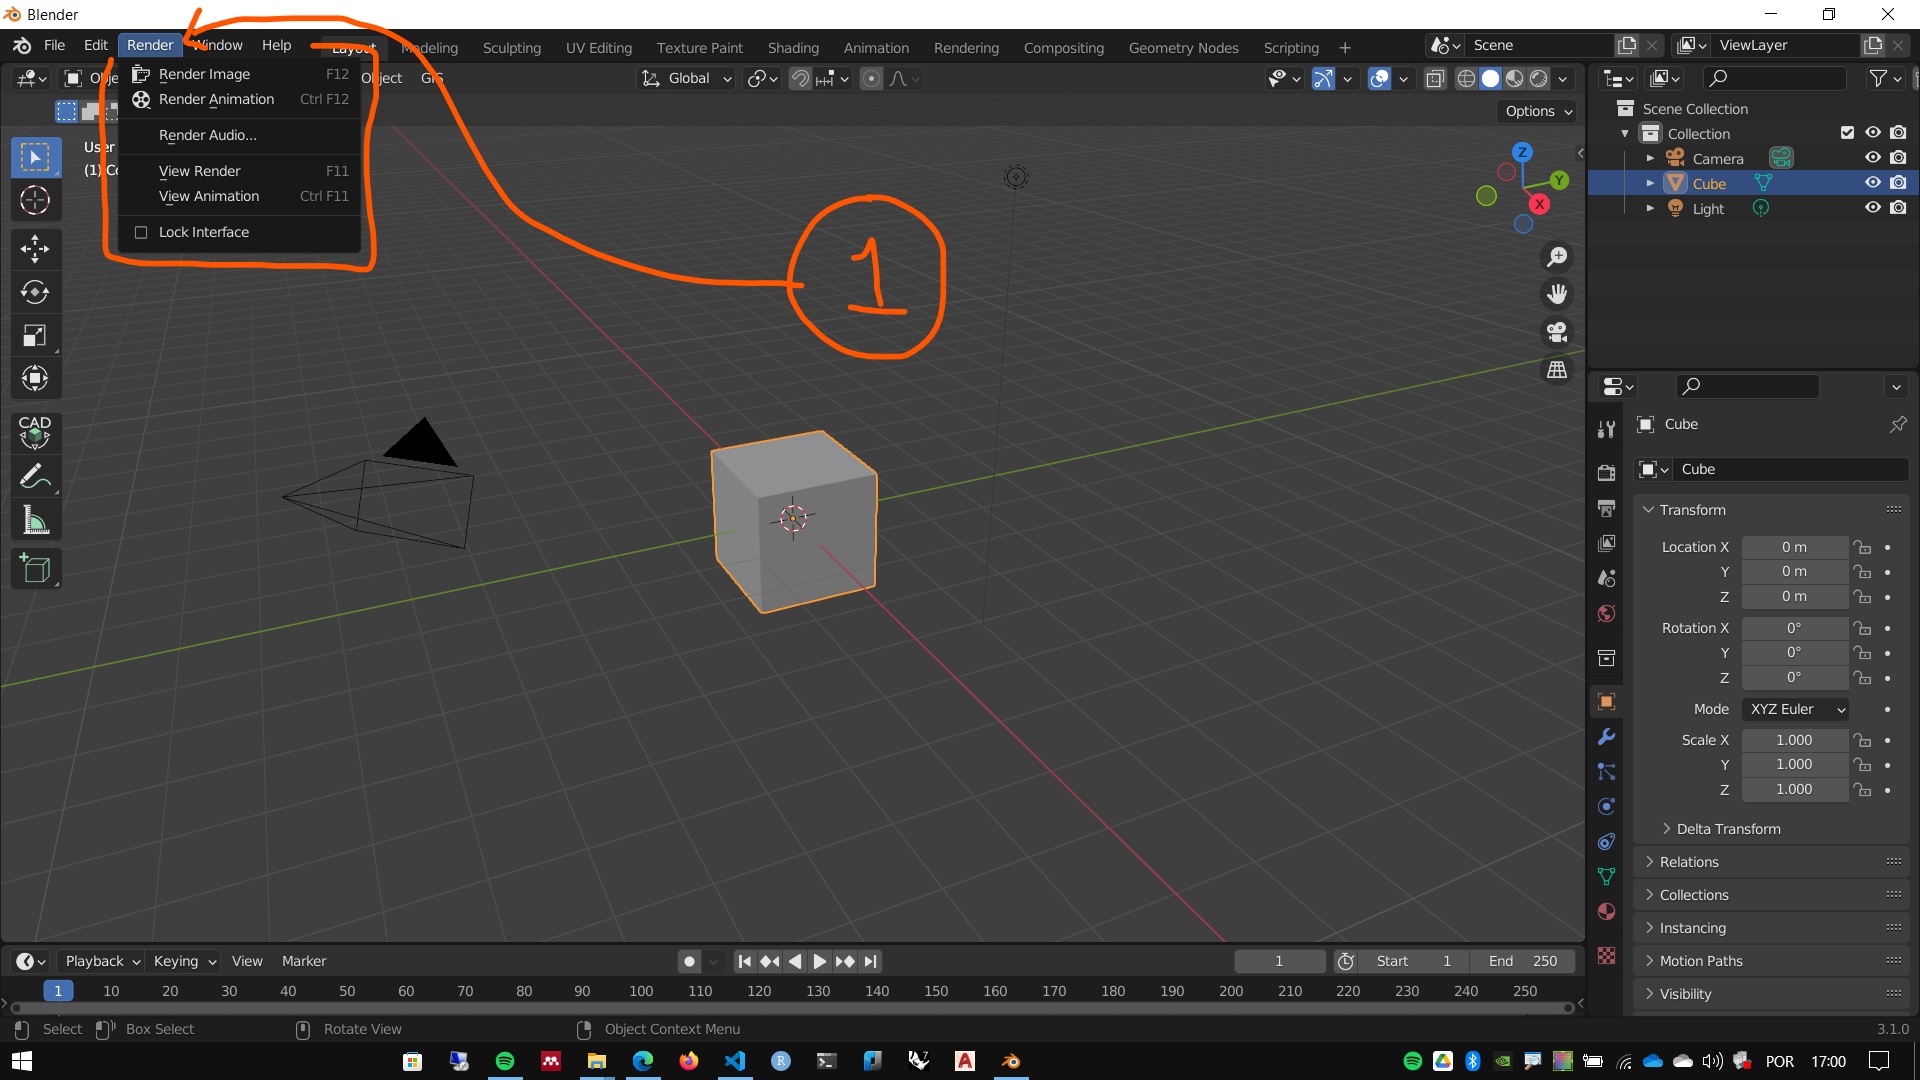 Blender
File Edit Render Window Help Layout Modeling Sculpting UV Editing Texture Paint Shading Animation Rendering Compositing Geometry Nodes Scripting + Scene ViewLayer
Object GIS Global
Render Image F12
Render Animation Ctrl F12
Render Audio...
View Render F11
View Animation Ctrl F11
Lock Interface
Options
User
(1) Co
1
Z
Y
X
CAD
Scene Collection
Collection
Camera
Cube
Light
Cube
Cube
Transform
Location X 0 m
Y 0 m
Z 0 m
Rotation X 0°
Y 0°
Z 0°
Mode XYZ Euler
Scale X 1.000
Y 1.000
Z 1.000
Delta Transform
Relations
Collections
Instancing
Motion Paths
Visibility
Playback Keying View Marker 1 Start 1 End 250
1 10 20 30 40 50 60 70 80 90 100 110 120 130 140 150 160 170 180 190 200 210 220 230 240 250
Select Box Select Rotate View Object Context Menu 3.1.0
POR 17:00